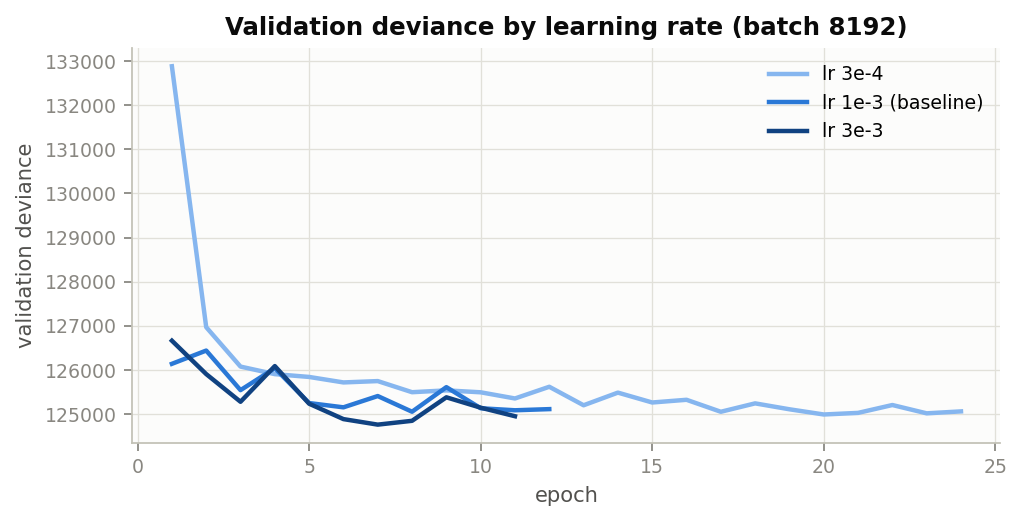 Validation deviance by learning rate (batch 8192)
validation deviance
133000
132000
131000
130000
129000
128000
127000
126000
125000
lr 3e-4
lr 1e-3 (baseline)
lr 3e-3
0 5 10 15 20 25
epoch